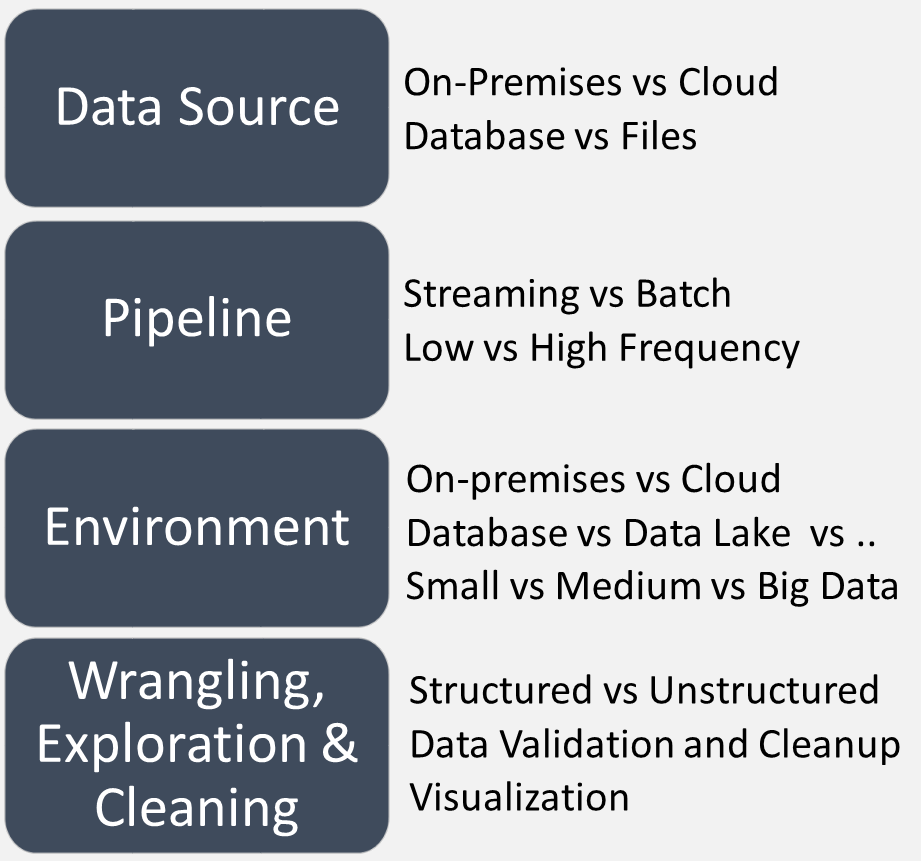 Data Source
On-Premises vs Cloud
Database vs Files
Pipeline
Streaming vs Batch
Low vs High Frequency
Environment
On-premises vs Cloud
Database vs Data Lake  vs ..
Small vs Medium vs Big Data
Wrangling,
Exploration &
Cleaning
Structured vs Unstructured
Data Validation and Cleanup
Visualization